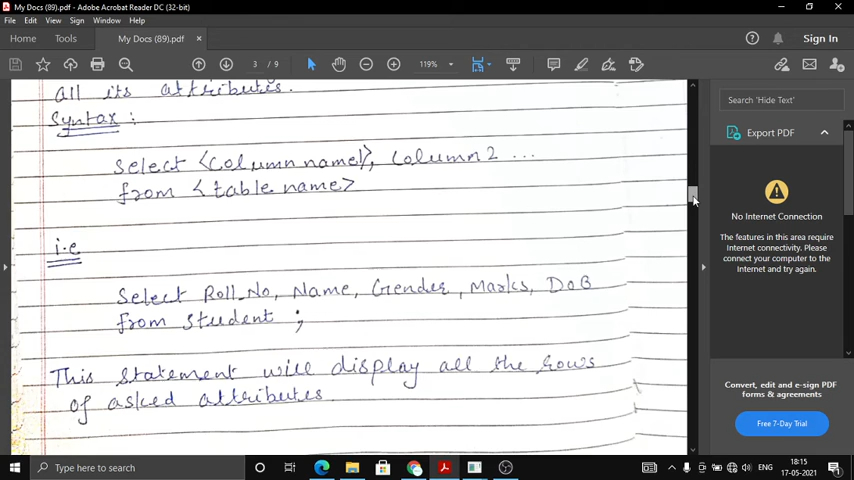 My Docs (89).pdf - Adobe Acrobat Reader DC (32-bit)
File Edit View Sign Window Help
Home Tools My Docs (89).pdf × Sign In
3 / 9 119%
all its attributes.
Syntax :
Select <Column name1>, Column2 ...
from <table name>
i.e
Select Roll_No, Name, Gender, Marks, DoB
from student ;
This statement will display all the rows
of asked attributes.
Search 'Hide Text'
Export PDF
No Internet Connection
The features in this area require
Internet connectivity. Please
connect your computer to the
Internet and try again.
Convert, edit and e-sign PDF
forms & agreements
Free 7-Day Trial
Type here to search
ENG
18:15
17-05-2021